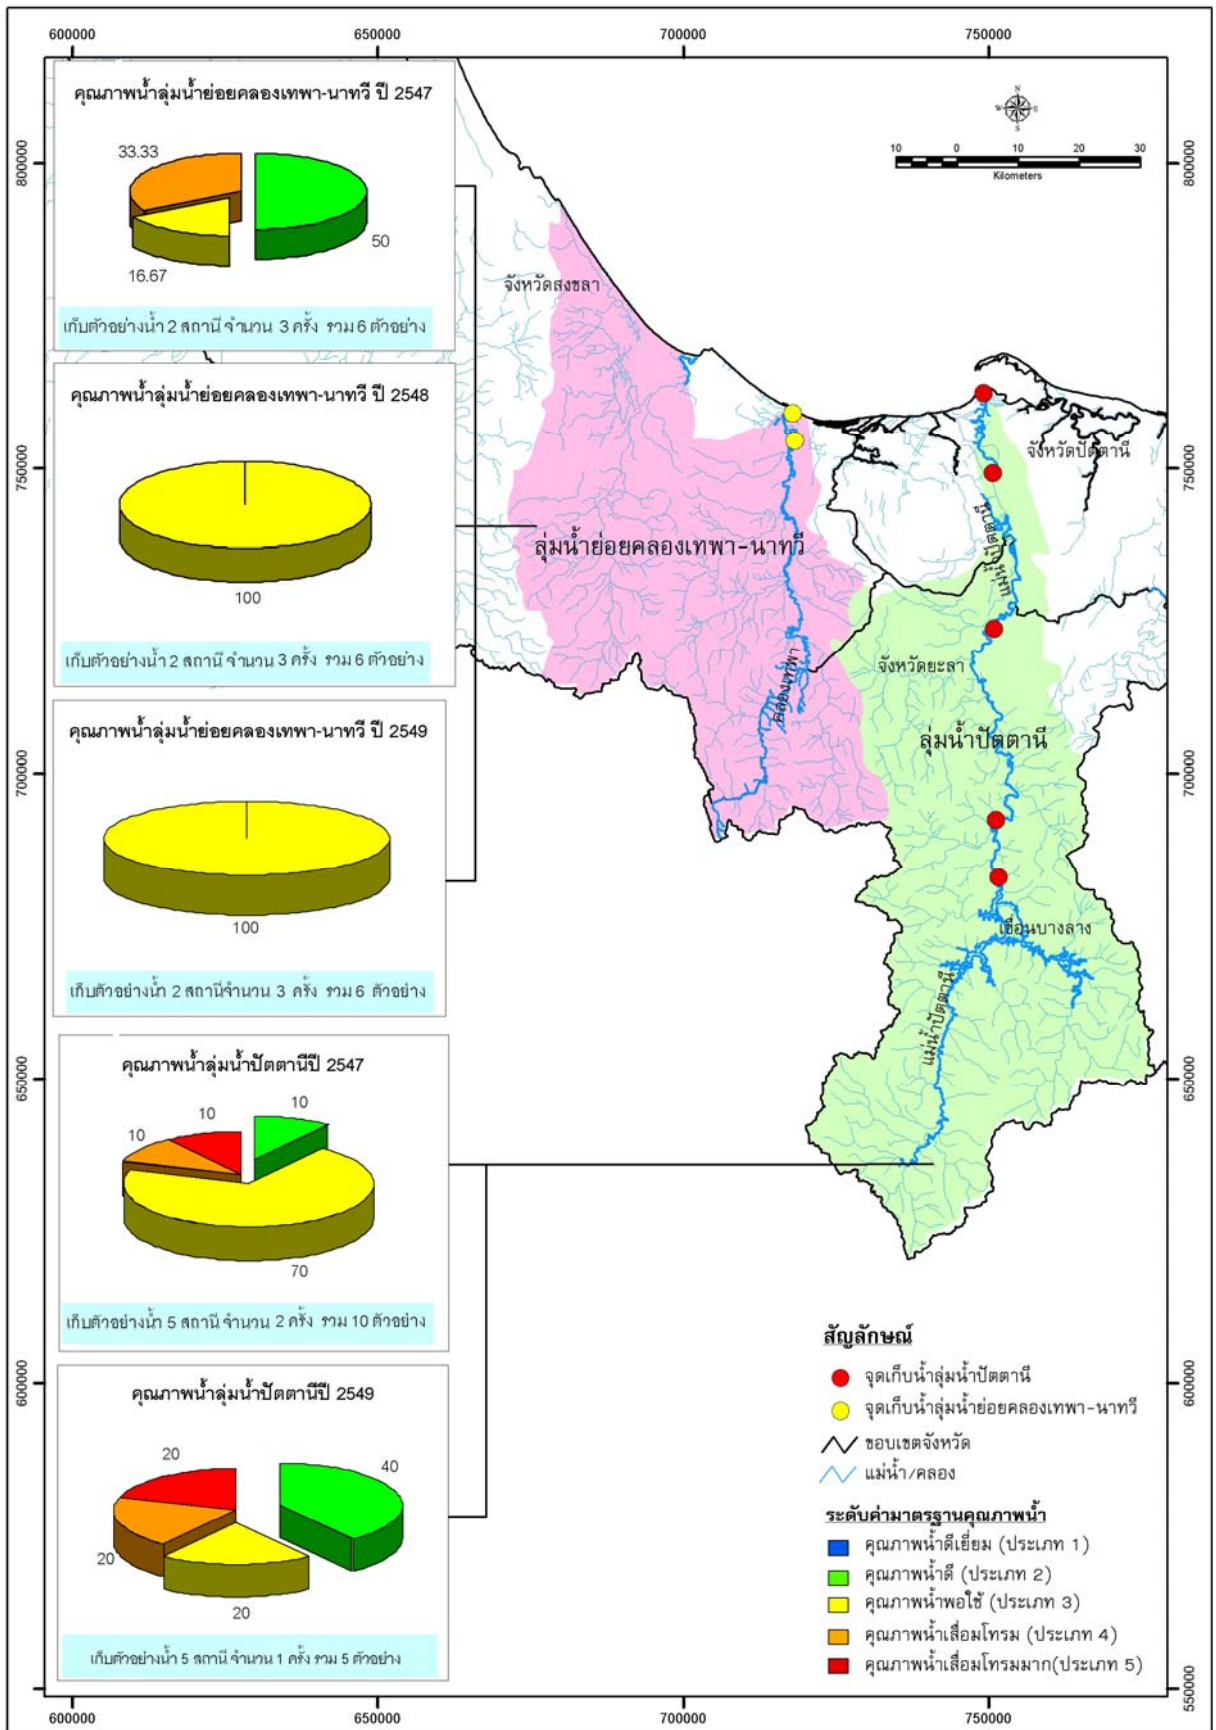 600000 650000 700000 750000
คุณภาพน้ำลุ่มน้ำย่อยคลองเทพา-นาทวี ปี 2547
33.33
50
16.67
เก็บตัวอย่างน้ำ 2 สถานี จำนวน 3 ครั้ง รวม 6 ตัวอย่าง
คุณภาพน้ำลุ่มน้ำย่อยคลองเทพา-นาทวี ปี 2548
100
เก็บตัวอย่างน้ำ 2 สถานี จำนวน 3 ครั้ง รวม 6 ตัวอย่าง
คุณภาพน้ำลุ่มน้ำย่อยคลองเทพา-นาทวี ปี 2549
100
เก็บตัวอย่างน้ำ 2 สถานีจำนวน 3 ครั้ง รวม 6 ตัวอย่าง
คุณภาพน้ำลุ่มน้ำปัตตานีปี 2547
10
10
10
70
เก็บตัวอย่างน้ำ 5 สถานี จำนวน 2 ครั้ง รวม 10 ตัวอย่าง
คุณภาพน้ำลุ่มน้ำปัตตานีปี 2549
20
40
20
20
เก็บตัวอย่างน้ำ 5 สถานี จำนวน 1 ครั้ง รวม 5 ตัวอย่าง
N
W E
S
10 0 10 20 30
Kilometers
จังหวัดสงขลา
จังหวัดปัตตานี
ลุ่มน้ำย่อยคลองเทพา-นาทวี
จังหวัดยะลา
คลองเทพา
ลุ่มน้ำปัตตานี
เขื่อนบางลาง
แม่น้ำปัตตานี
สัญลักษณ์
จุดเก็บน้ำลุ่มน้ำปัตตานี
จุดเก็บน้ำลุ่มน้ำย่อยคลองเทพา-นาทวี
ขอบเขตจังหวัด
แม่น้ำ/คลอง
ระดับค่ามาตรฐานคุณภาพน้ำ
คุณภาพน้ำดีเยี่ยม (ประเภท 1)
คุณภาพน้ำดี (ประเภท 2)
คุณภาพน้ำพอใช้ (ประเภท 3)
คุณภาพน้ำเสื่อมโทรม (ประเภท 4)
คุณภาพน้ำเสื่อมโทรมมาก(ประเภท 5)
800000
750000
700000
650000
600000
800000
750000
700000
650000
600000
550000
600000 650000 700000 750000